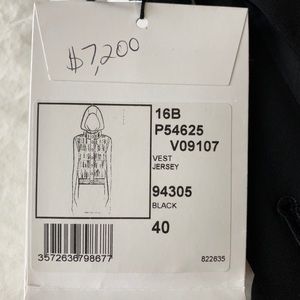 $7,200
16B
P54625
V09107
VEST
JERSEY
94305
BLACK
40
3572636798677
822835